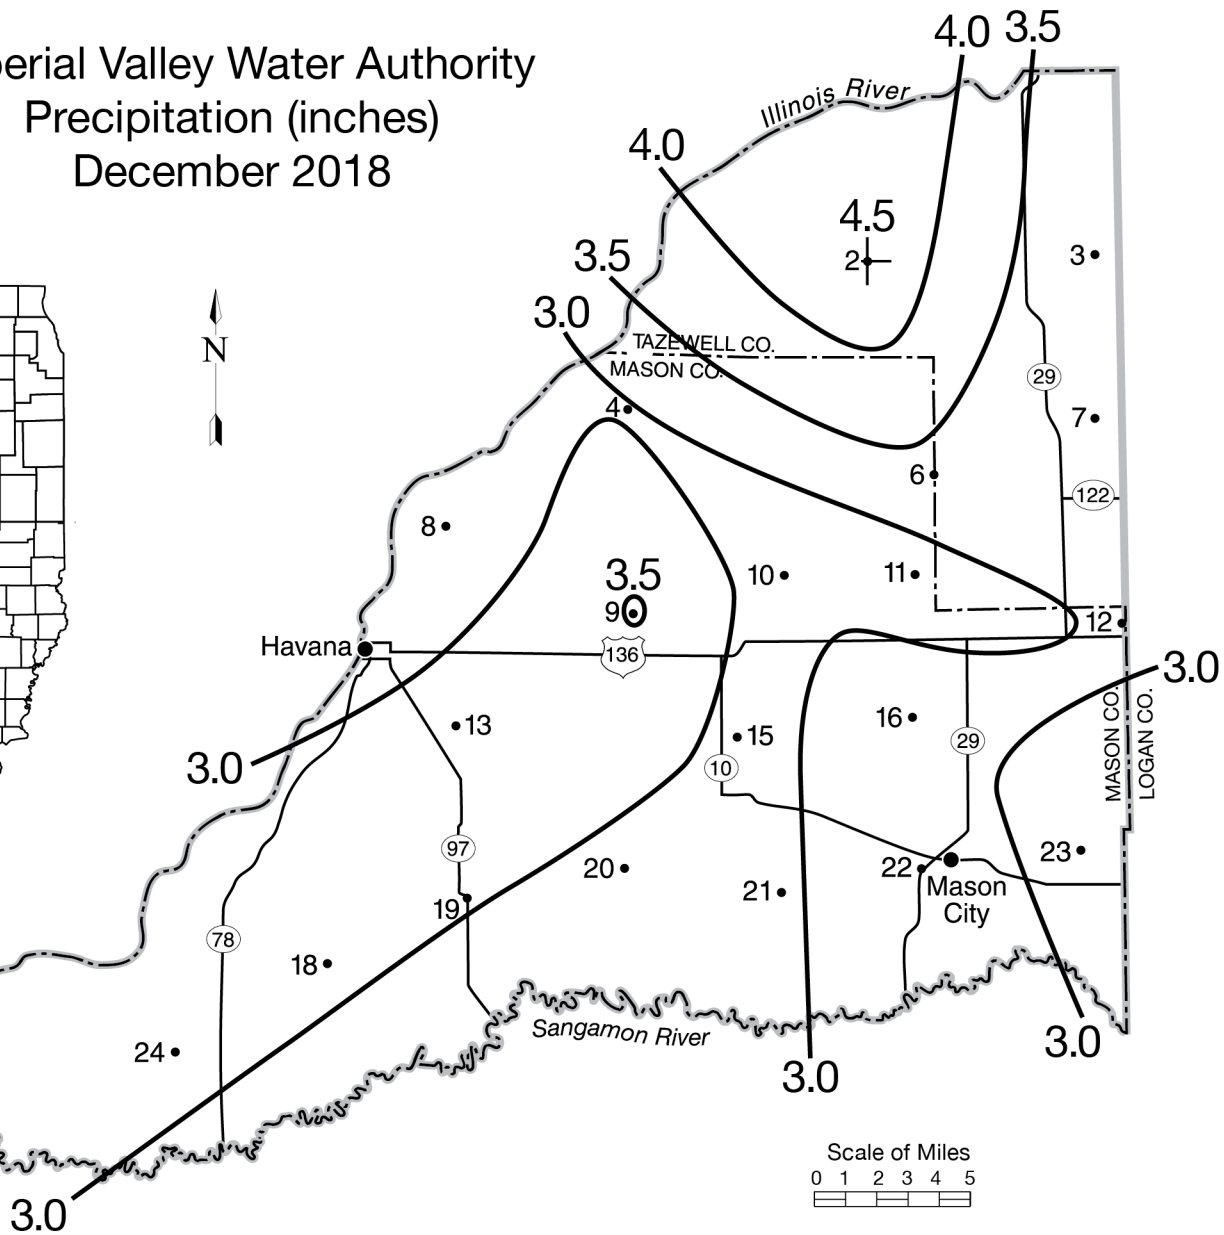 perial Valley Water Authority
Precipitation (inches)
December 2018
4.0 3.5
Illinois River
4.0
4.5
2
3
3.5
3.0
N
TAZEWELL CO.
MASON CO.
29
4
7
6
122
8
3.5
10
11
9
12
Havana
136
3.0
MASON CO.
LOGAN CO.
13
15
16
29
3.0
10
97
20
21
22
23
Mason
City
19
78
18
Sangamon River
24
3.0
3.0
3.0
Scale of Miles
0 1 2 3 4 5